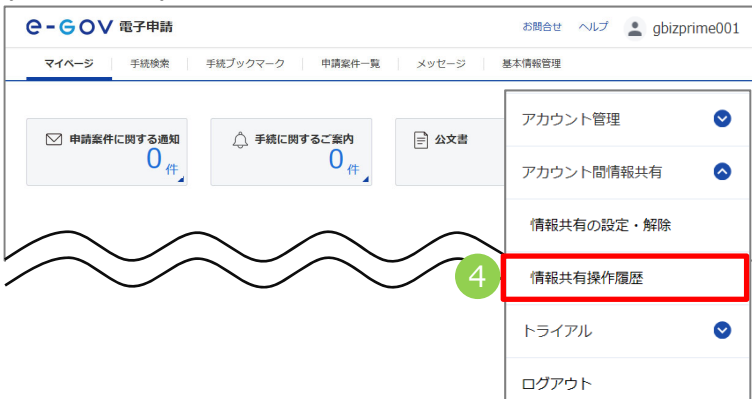 e-GOV 電子申請
お問合せ ヘルプ gbizprime001
マイページ 手続検索 手続ブックマーク 申請案件一覧 メッセージ 基本情報管理
申請案件に関する通知
0件
手続に関するご案内
0件
公文書
アカウント管理
アカウント間情報共有
情報共有の設定・解除
4 情報共有操作履歴
トライアル
ログアウト